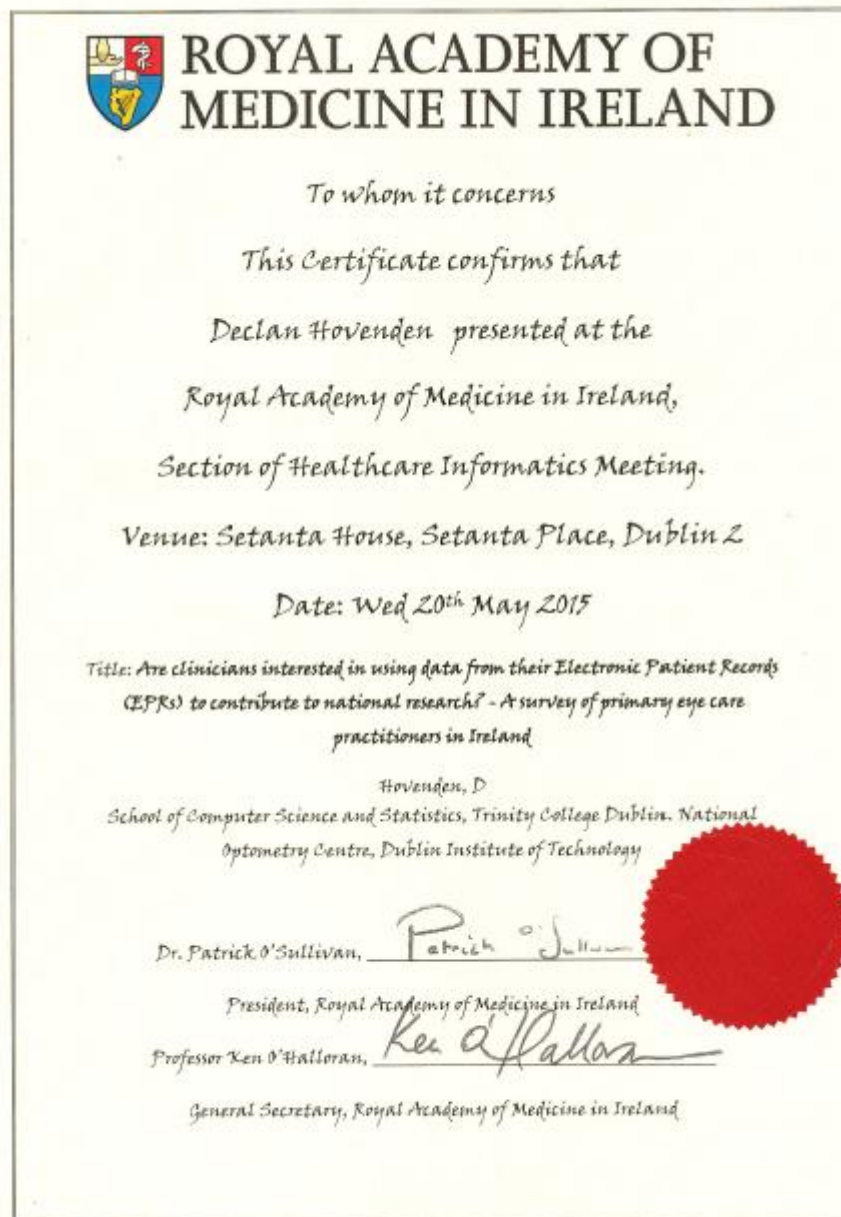 ROYAL ACADEMY OF
MEDICINE IN IRELAND
To whom it concerns
This Certificate confirms that
Declan Hovenden presented at the
Royal Academy of Medicine in Ireland,
Section of Healthcare Informatics Meeting.
Venue: Setanta House, Setanta Place, Dublin 2
Date: Wed 20th May 2015
Title: Are clinicians interested in using data from their Electronic Patient Records
(EPRs) to contribute to national research? - A survey of primary eye care
practitioners in Ireland
Hovenden, D
School of Computer Science and Statistics, Trinity College Dublin. National
Optometry Centre, Dublin Institute of Technology
Dr. Patrick O'Sullivan, Patrick O'Sullivan
President, Royal Academy of Medicine in Ireland
Professor Ken O'Halloran, Ken O'Halloran
General Secretary, Royal Academy of Medicine in Ireland